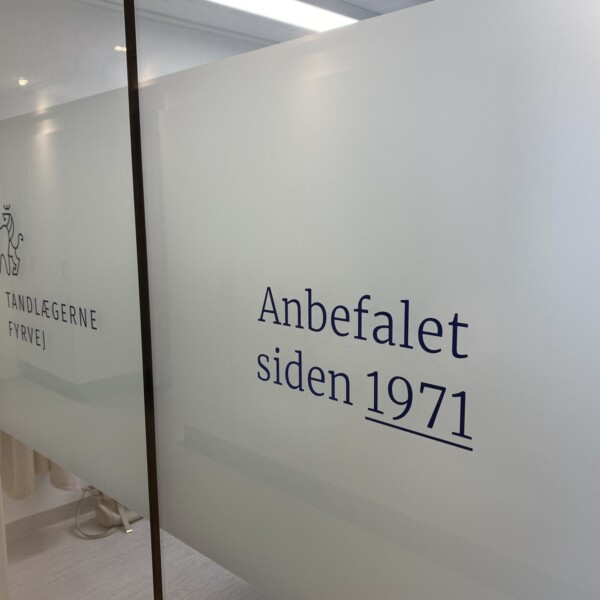 TANDLÆGERNE
FYRVEJ
Anbefalet
siden 1971